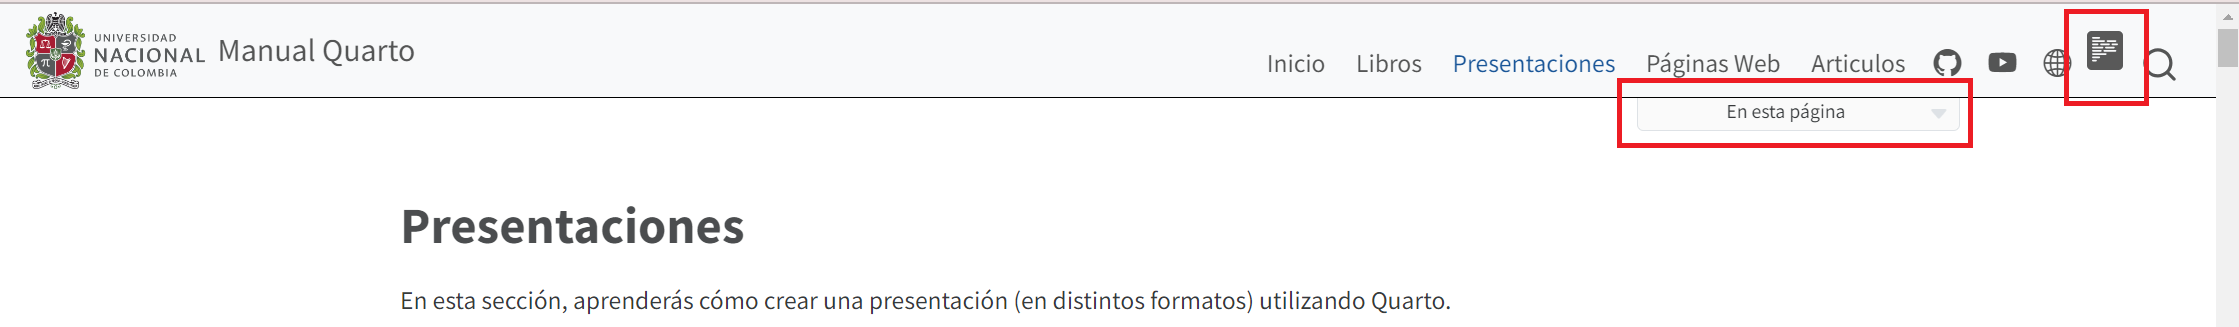 UNIVERSIDAD
NACIONAL
DE COLOMBIA
Manual Quarto
Inicio Libros Presentaciones Páginas Web Articulos
En esta página
Presentaciones
En esta sección, aprenderás cómo crear una presentación (en distintos formatos) utilizando Quarto.